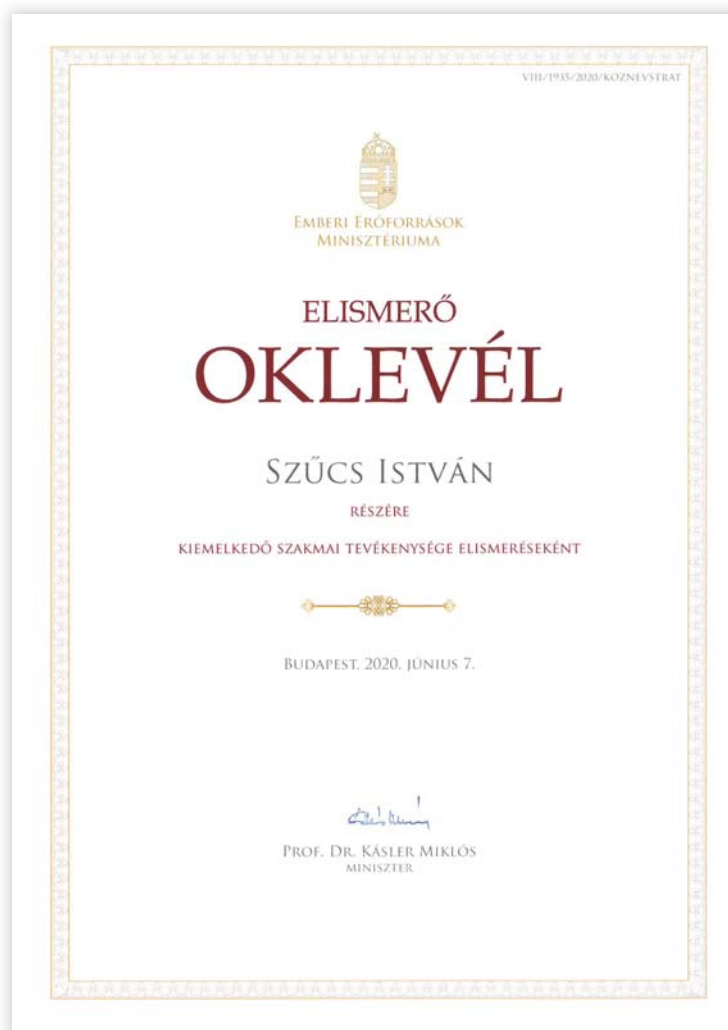 VIII/1935/2020/KOZNEVSTRAT
EMBERI ERŐFORRÁSOK
MINISZTÉRIUMA
ELISMERŐ
OKLEVÉL
SZŰCS ISTVÁN
RÉSZÉRE
KIEMELKEDŐ SZAKMAI TEVÉKENYSÉGE ELISMERÉSEKÉNT
BUDAPEST, 2020. JÚNIUS 7.
PROF. DR. KÁSLER MIKLÓS
MINISZTER